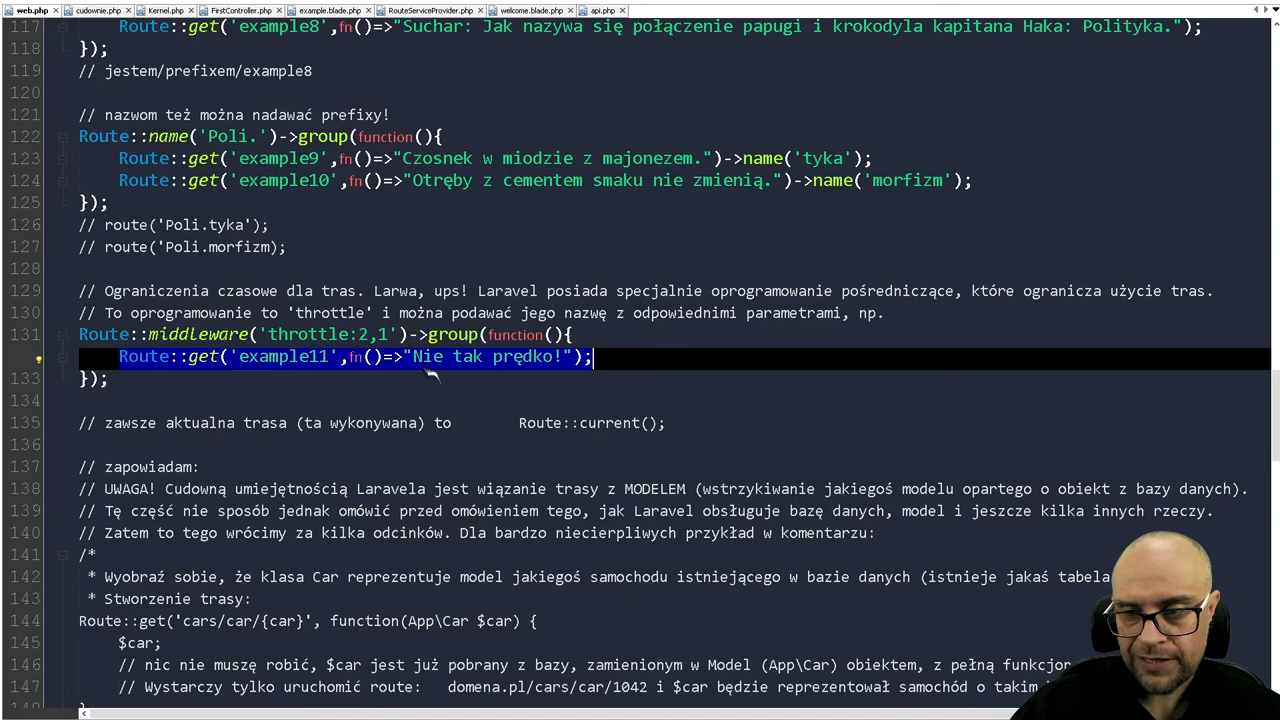 web.php cudownie.php Kernel.php FirstController.php example.blade.php RouteServiceProvider.php welcome.blade.php api.php
117 Route::get('example8',fn()=>"Suchar: Jak nazywa się połączenie papugi i krokodyla kapitana Haka: Polityka.");
118 });
119 // jestem/prefixem/example8
120
121 // nazwom też można nadawać prefixy!
122 Route::name('Poli.')->group(function(){
123 Route::get('example9',fn()=>"Czosnek w miodzie z majonezem.")->name('tyka');
124 Route::get('example10',fn()=>"Otręby z cementem smaku nie zmienią.")->name('morfizm');
125 });
126 // route('Poli.tyka');
127 // route('Poli.morfizm);
128
129 // Ograniczenia czasowe dla tras. Larwa, ups! Laravel posiada specjalnie oprogramowanie pośredniczące, które ogranicza użycie tras.
130 // To oprogramowanie to 'throttle' i można podawać jego nazwę z odpowiednimi parametrami, np.
131 Route::middleware('throttle:2,1')->group(function(){
Route::get('example11',fn()=>"Nie tak prędko!");
133 });
134
135 // zawsze aktualna trasa (ta wykonywana) to Route::current();
136
137 // zapowiadam:
138 // UWAGA! Cudowną umiejętnością Laravela jest wiązanie trasy z MODELEM (wstrzykiwanie jakiegoś modelu opartego o obiekt z bazy danych).
139 // Tę część nie sposób jednak omówić przed omówieniem tego, jak Laravel obsługuje bazę danych, model i jeszcze kilka innych rzeczy.
140 // Zatem to tego wrócimy za kilka odcinków. Dla bardzo niecierpliwych przykład w komentarzu:
141 /*
142 * Wyobraź sobie, że klasa Car reprezentuje model jakiegoś samochodu istniejącego w bazie danych (istnieje jakaś tabela
143 * Stworzenie trasy:
144 Route::get('cars/car/{car}', function(App\Car $car) {
145 $car;
146 // nic nie muszę robić, $car jest już pobrany z bazy, zamienionym w Model (App\Car) obiektem, z pełną funkcjon
147 // Wystarczy tylko uruchomić route: domena.pl/cars/car/1042 i $car będzie reprezentował samochód o takim